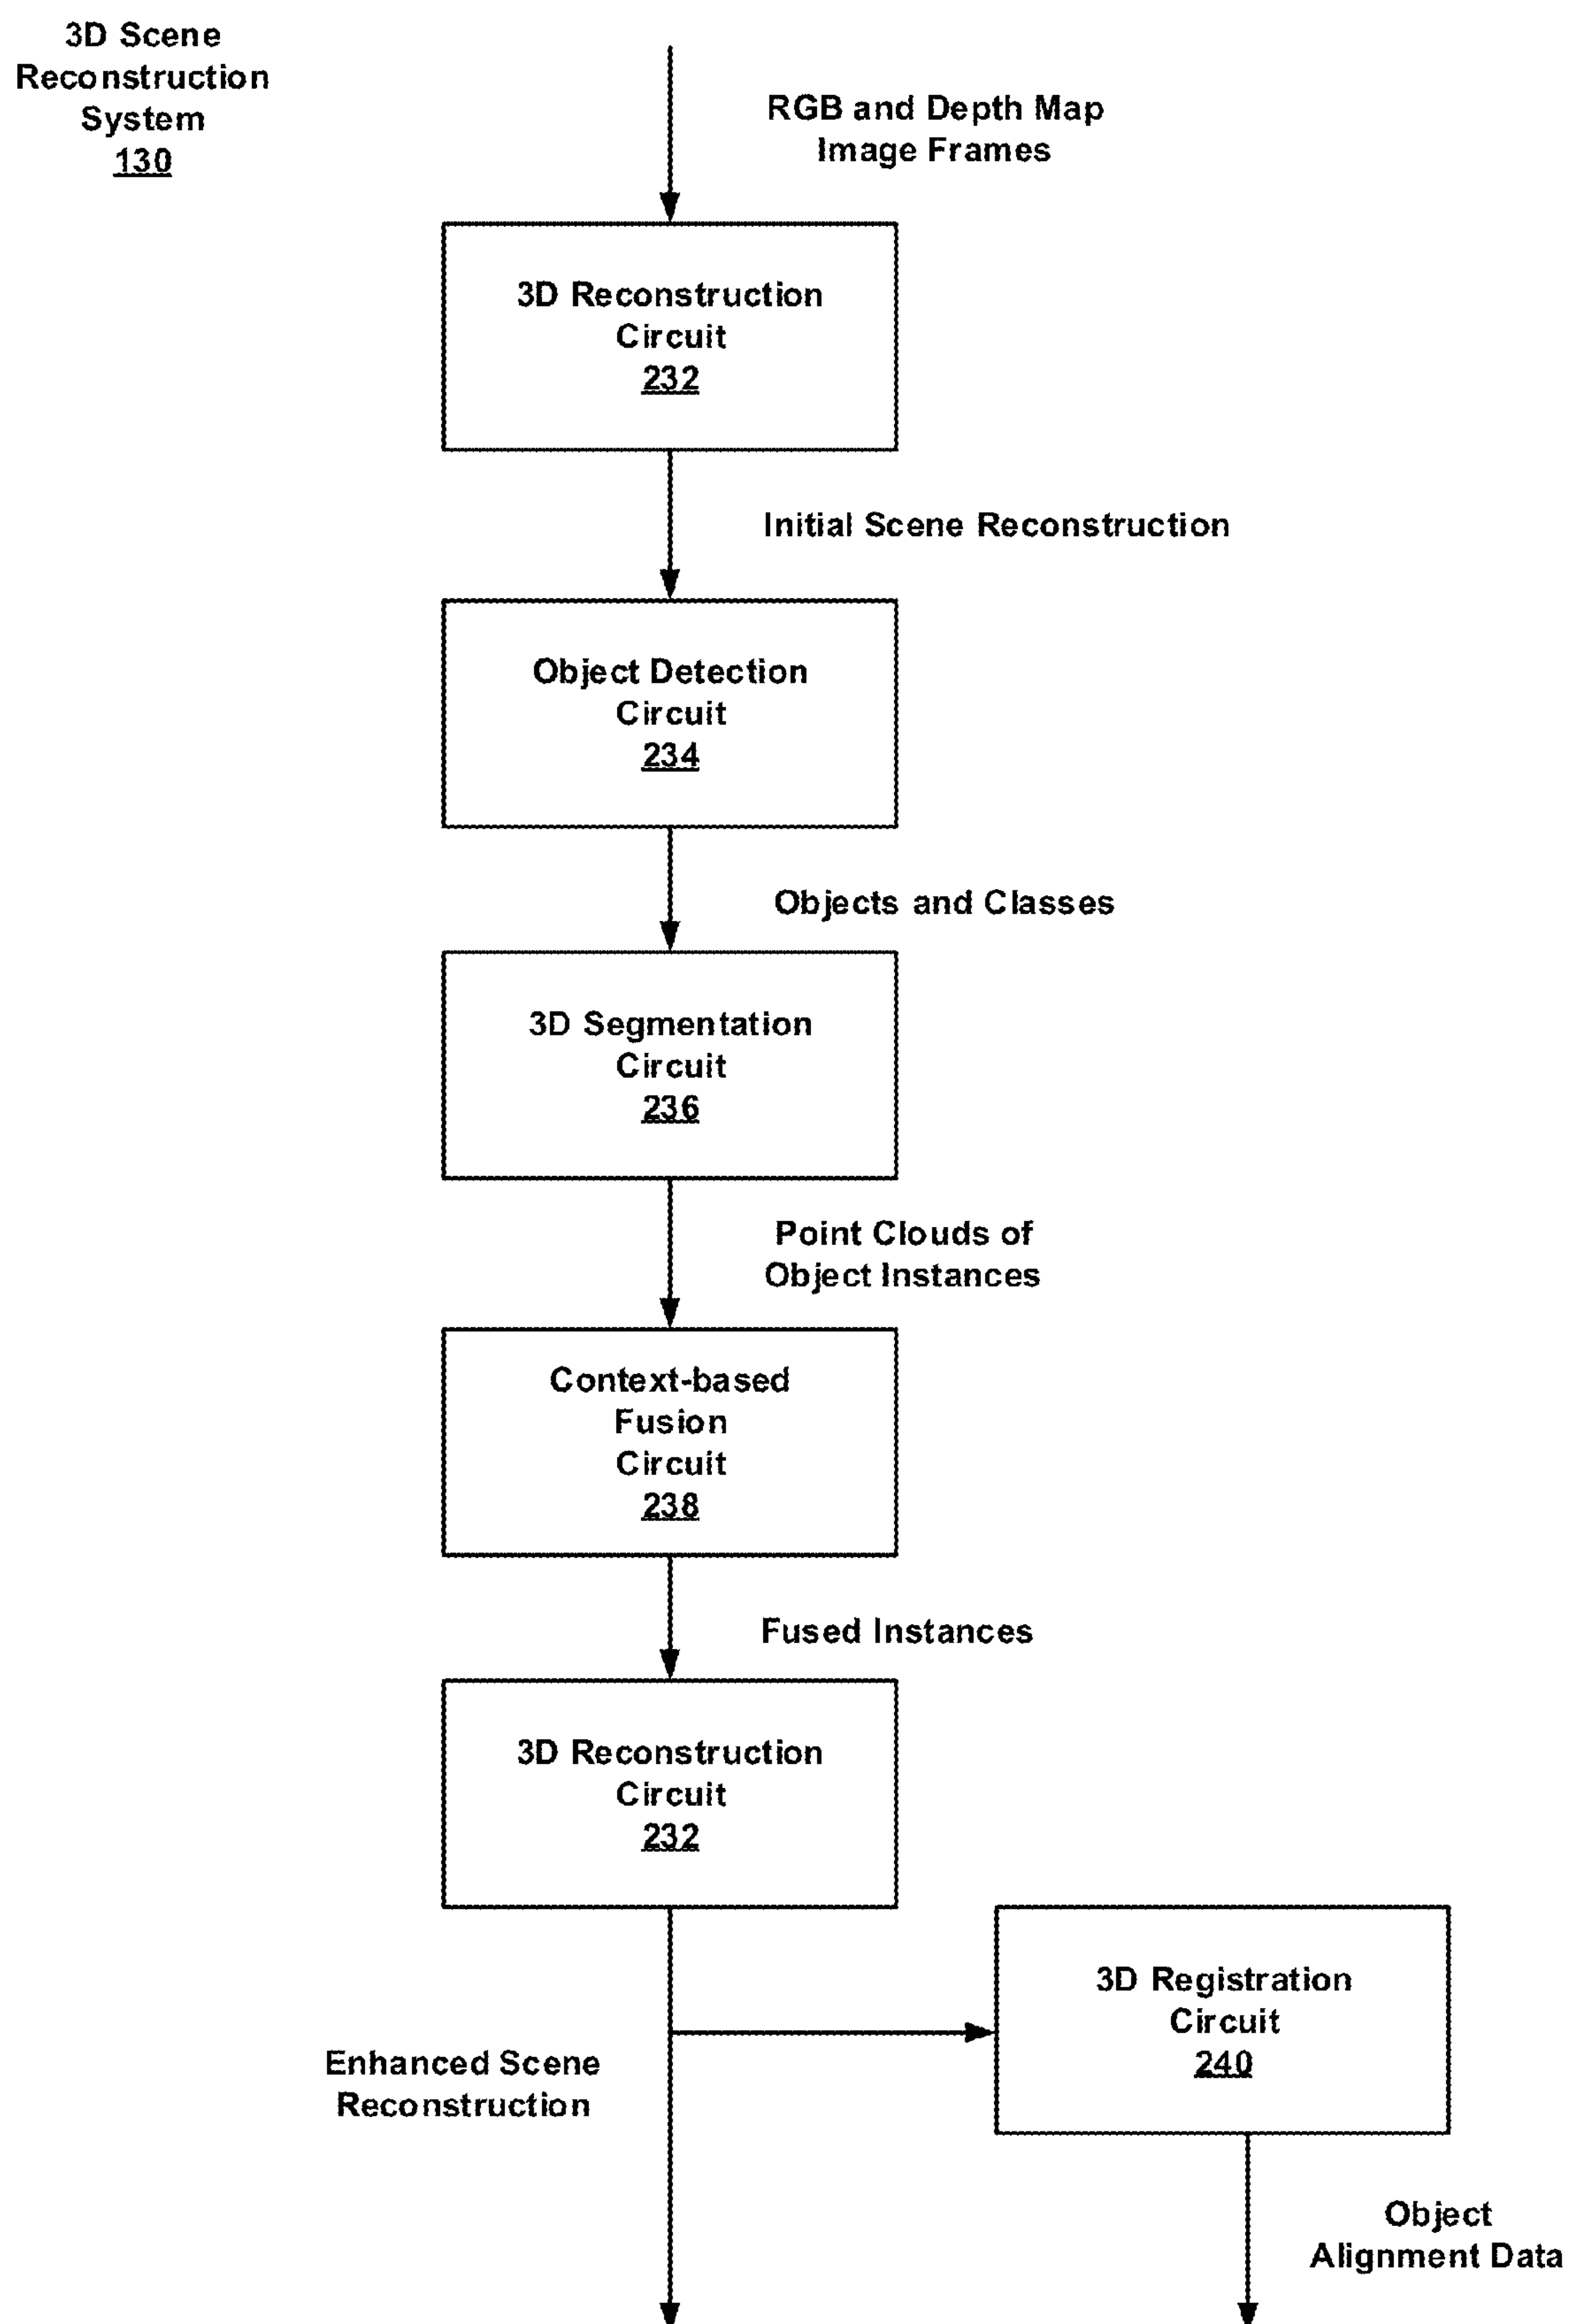 3D Scene
Reconstruction
System
130
RGB and Depth Map
Image Frames
3D Reconstruction
Circuit
232
Initial Scene Reconstruction
Object Detection
Circuit
234
Objects and Classes
3D Segmentation
Circuit
236
Point Clouds of
Object Instances
Context-based
Fusion
Circuit
238
Fused Instances
3D Reconstruction
Circuit
232
3D Registration
Circuit
240
Enhanced Scene
Reconstruction
Object
Alignment Data